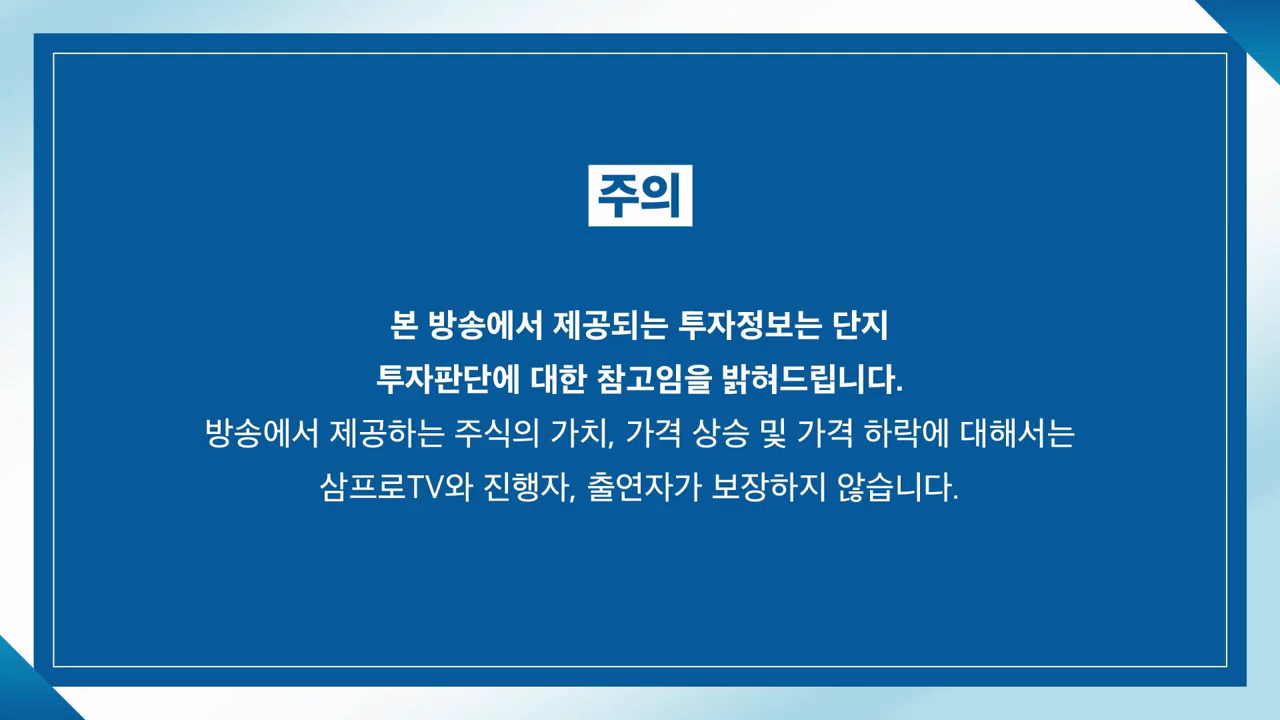 주의
본 방송에서 제공되는 투자정보는 단지
투자판단에 대한 참고임을 밝혀드립니다.
방송에서 제공하는 주식의 가치, 가격 상승 및 가격 하락에 대해서는
삼프로TV와 진행자, 출연자가 보장하지 않습니다.